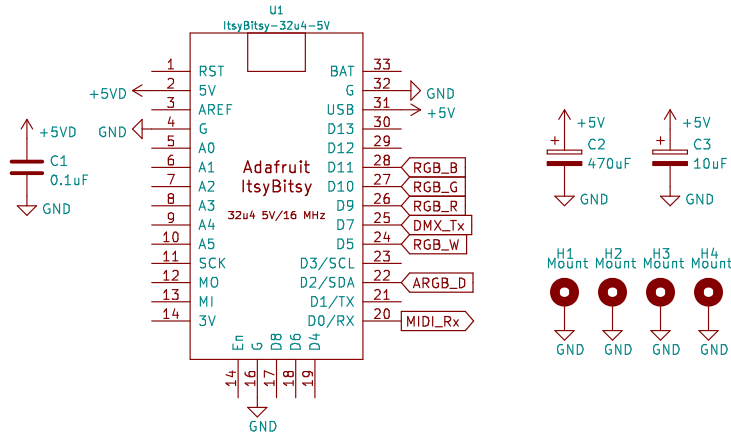 U1
ItsyBitsy-32u4-5V
1 RST BAT 33
+5VD 2 5V G 32 GND
3 AREF USB 31 +5V
GND 4 G D13 30
5 A0 D12 29
6 A1 D11 28 RGB_B
7 A2 D10 27 RGB_G
8 A3 D9 26 RGB_R
9 A4 D7 25 DMX_Tx
10 A5 D5 24 RGB_W
11 SCK D3/SCL 23
12 MO D2/SDA 22 ARGB_D
13 MI D1/TX 21
14 3V D0/RX 20 MIDI_Rx
Adafruit
ItsyBitsy
32u4 5V/16 MHz
En G D8 D6 D4
14 16 17 18 19
GND
+5VD
C1
0.1uF
GND
+5V
+
C2
470uF
GND
+5V
+
C3
10uF
GND
H1 H2 H3 H4
Mount Mount Mount Mount
GND GND GND GND